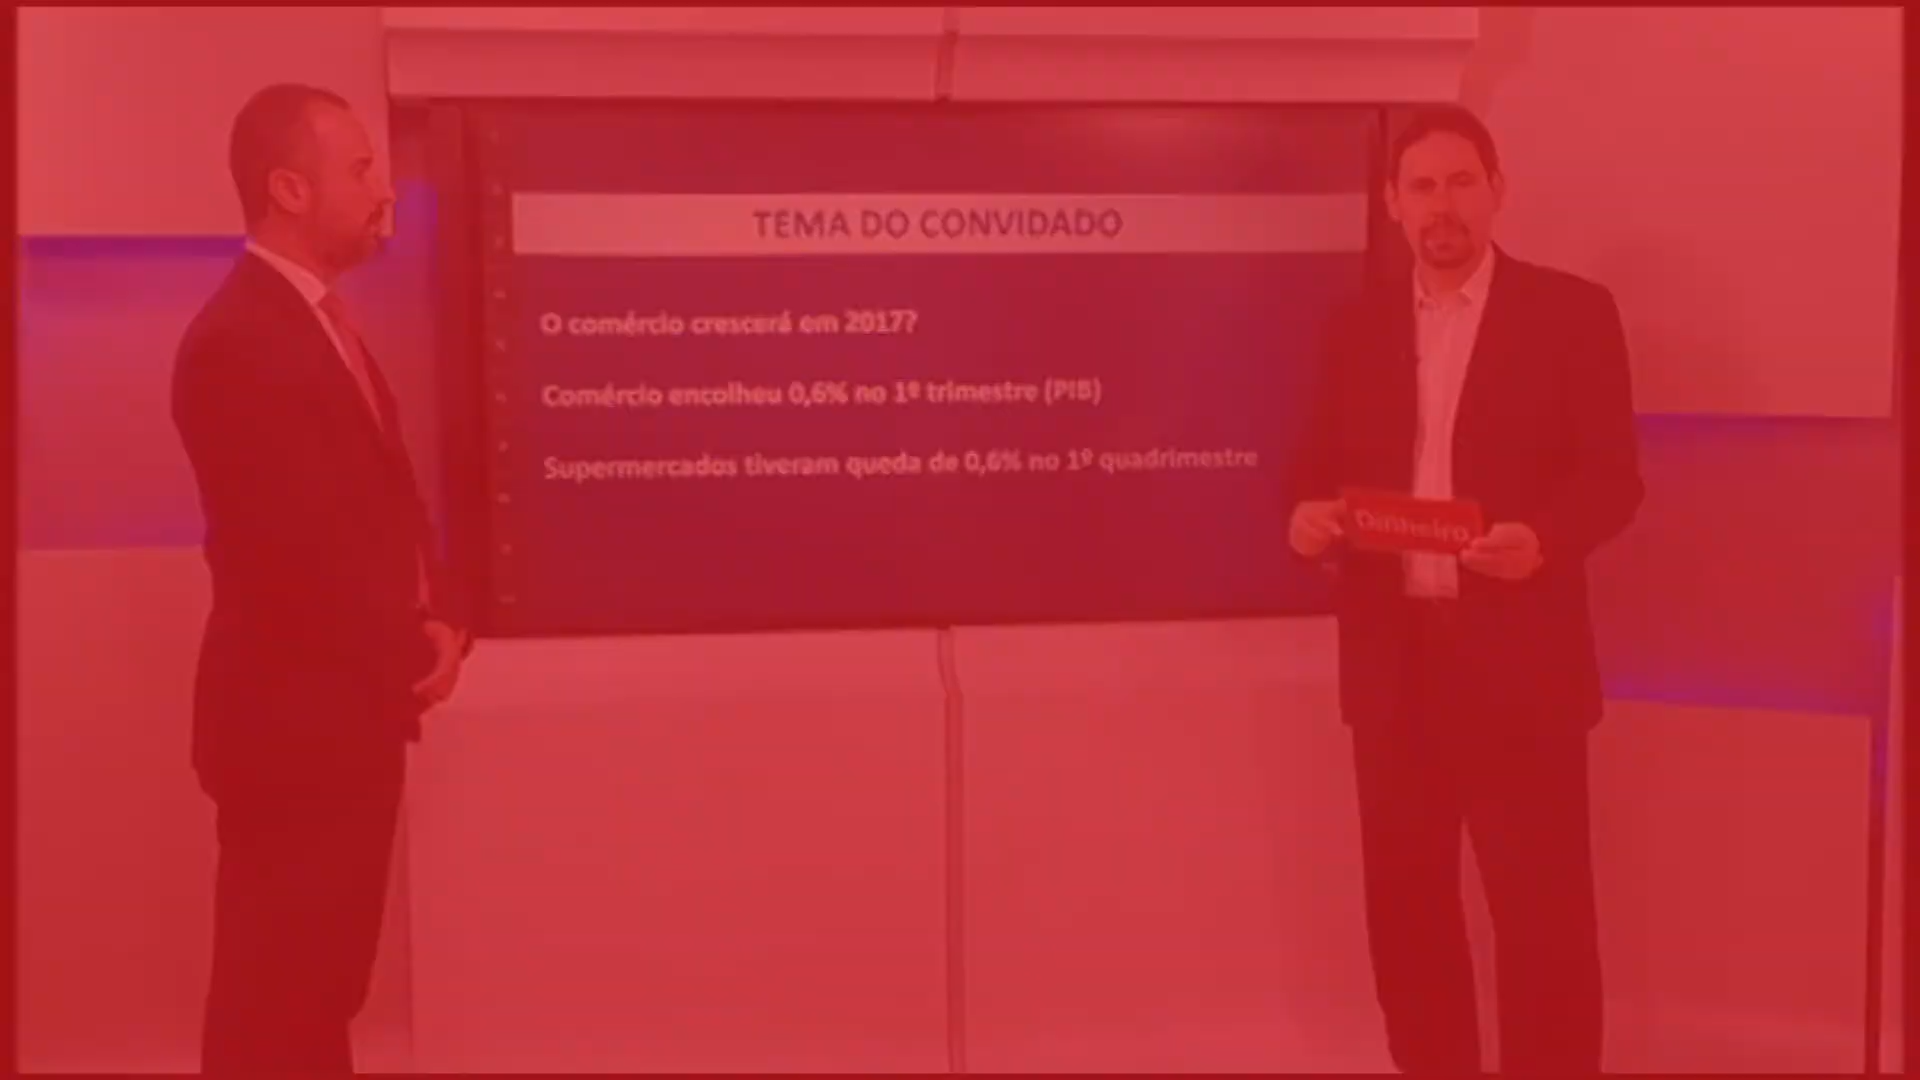 TEMA DO CONVIDADO
O comércio crescerá em 2017?
Comércio encolheu 0,6% no 1º trimestre (PIB)
Supermercados tiveram queda de 0,6% no 1º quadrimestre
Dinheiro